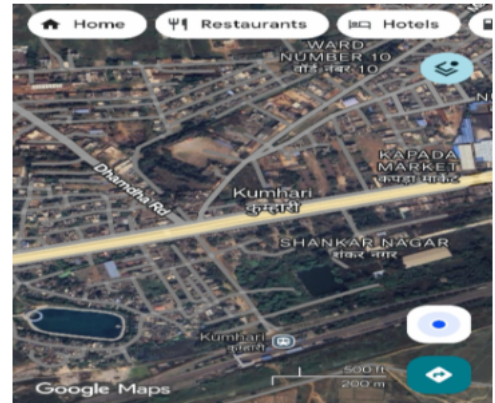 Home
Restaurants
Hotels
WARD
NUMBER 10
वार्ड नंबर 10
KAPADA
MARKET
कपड़ा मार्केट
Dhamdha Rd
Kumhari
कुम्हारी
SHANKAR NAGAR
शंकर नगर
Kumhari
कुम्हारी
500 ft
200 m
Google Maps